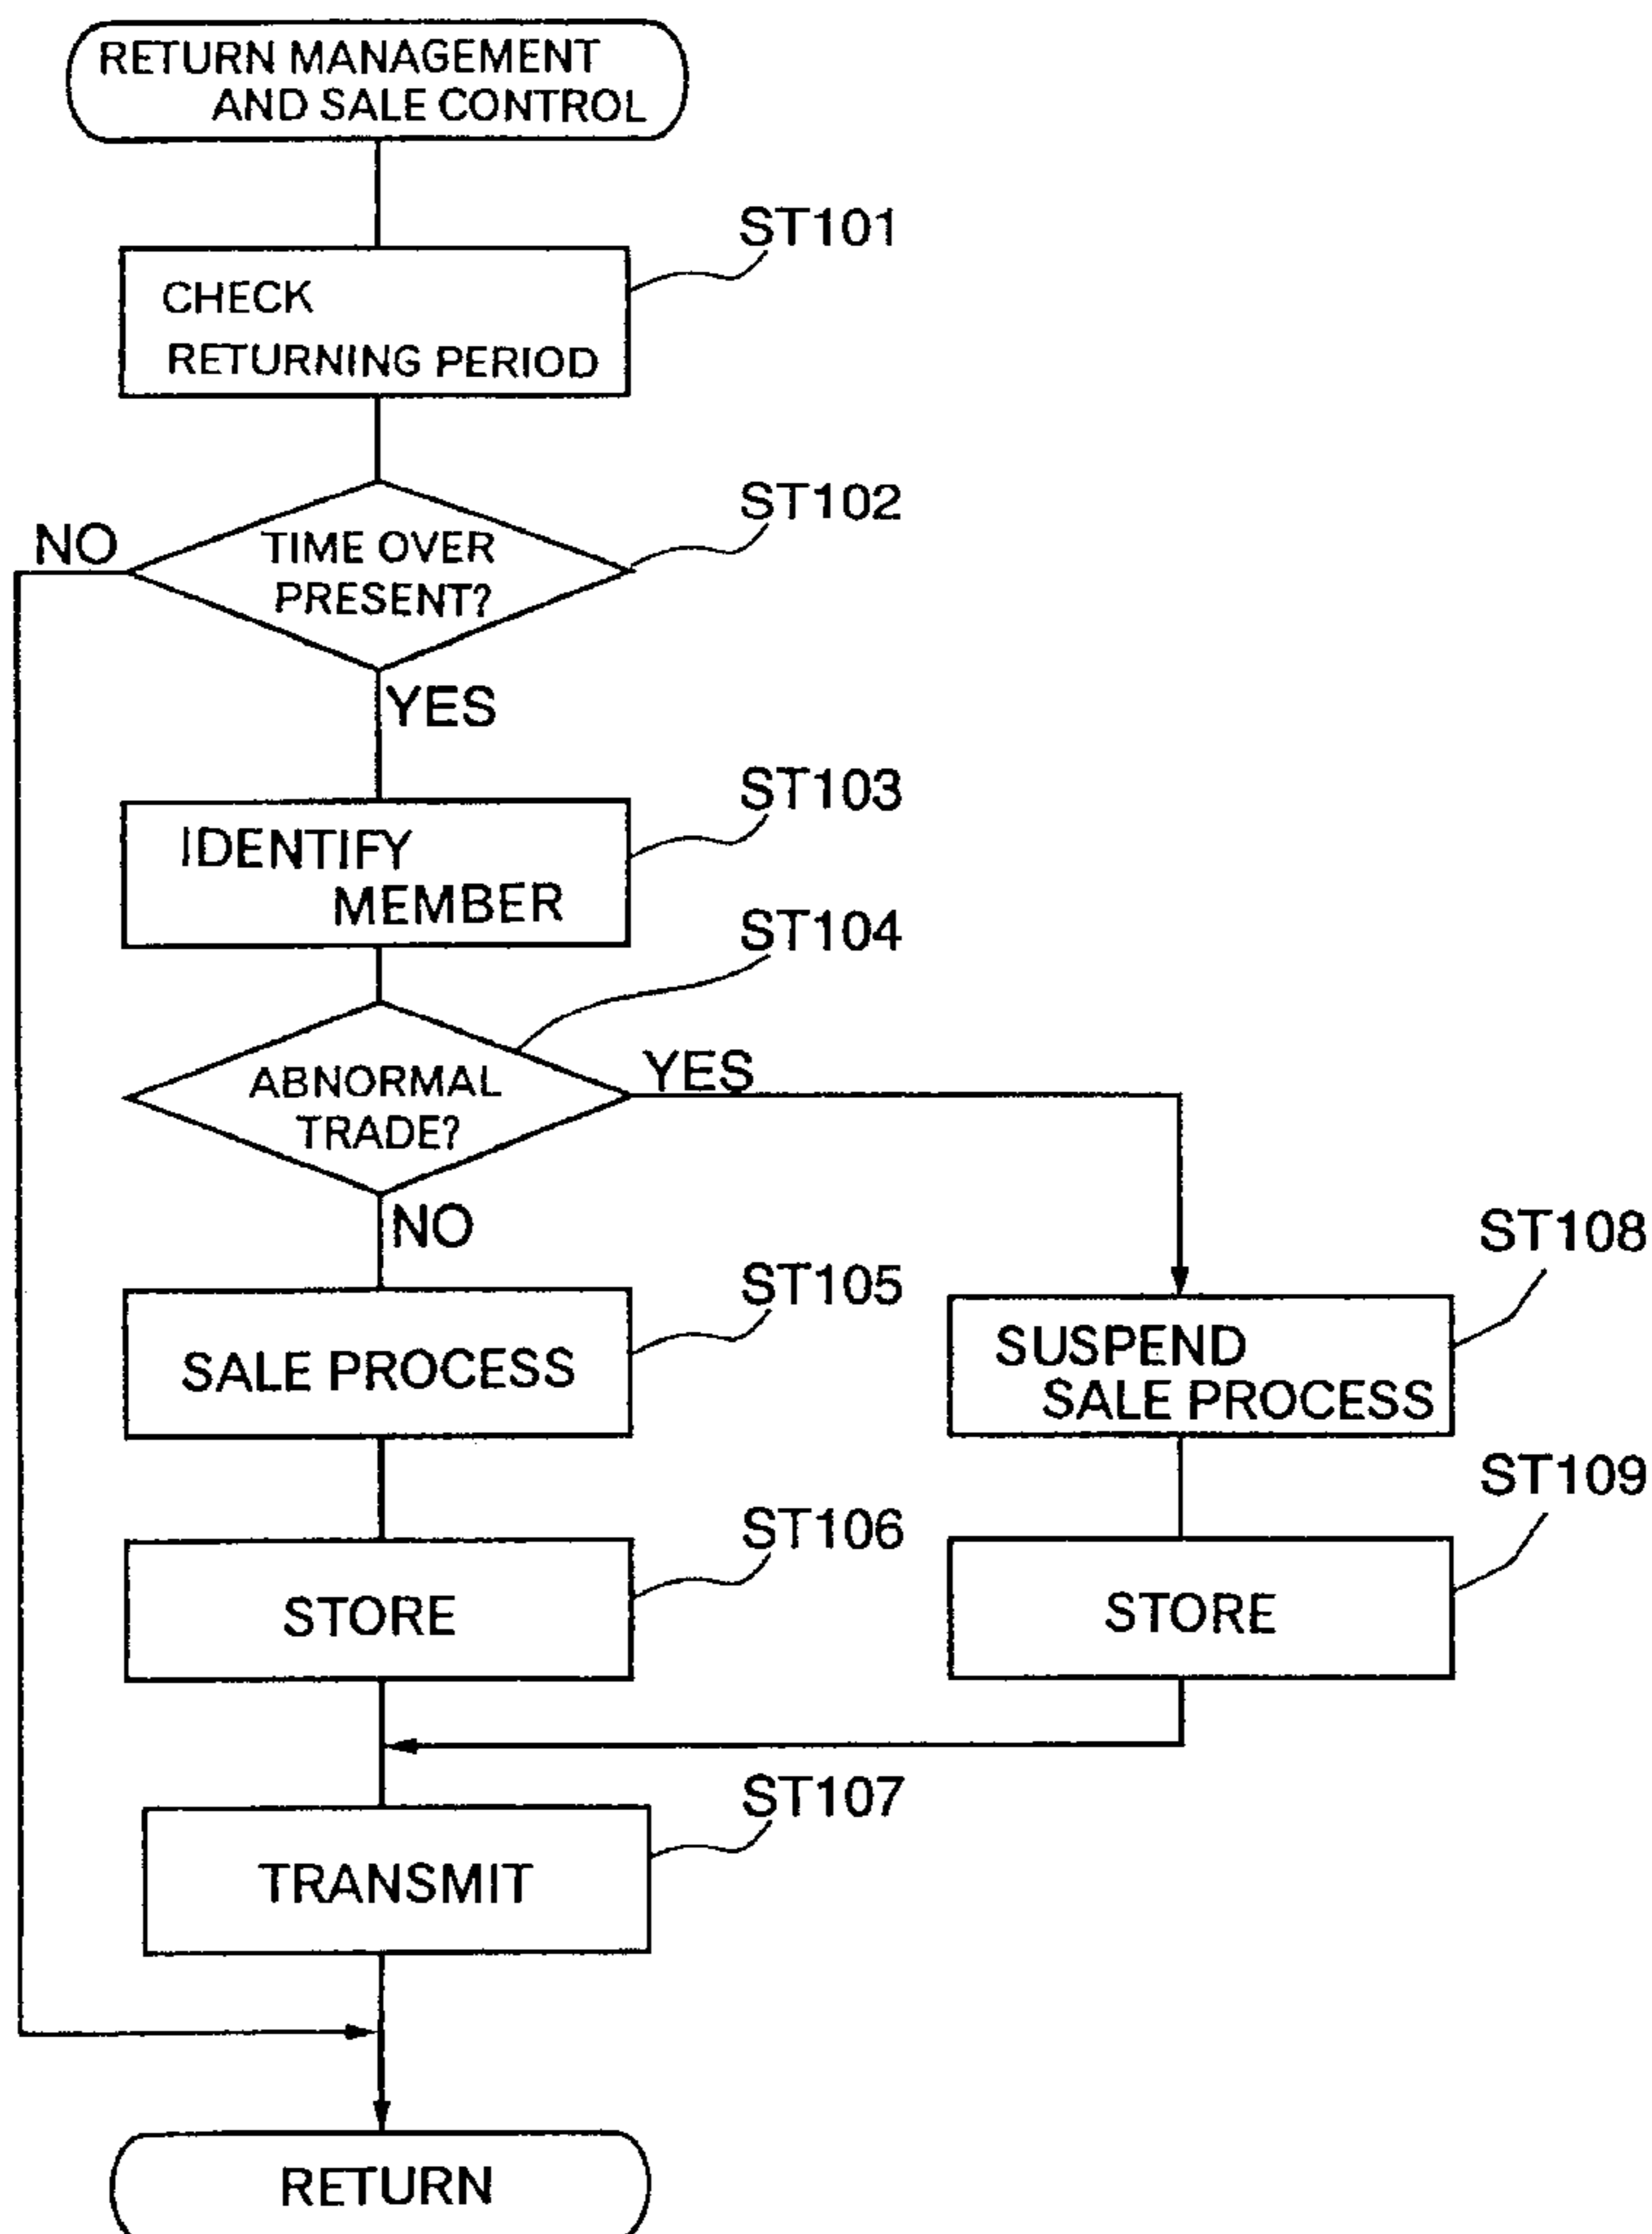 RETURN MANAGEMENT
AND SALE CONTROL
ST101
CHECK
RETURNING PERIOD
ST102
NO
TIME OVER
PRESENT?
YES
ST103
IDENTIFY
MEMBER
ST104
ABNORMAL
TRADE?
YES
NO
ST105
SALE PROCESS
ST108
SUSPEND
SALE PROCESS
ST106
STORE
ST109
STORE
ST107
TRANSMIT
RETURN